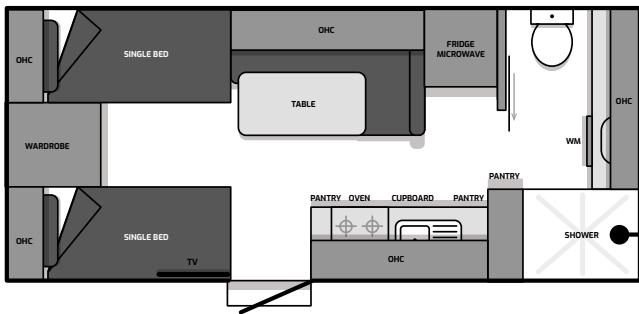 OHC
SINGLE BED
OHC
FRIDGE
MICROWAVE
TABLE
OHC
WARDROBE
WM
PANTRY
PANTRY OVEN CUPBOARD PANTRY
OHC
SINGLE BED
TV
OHC
SHOWER